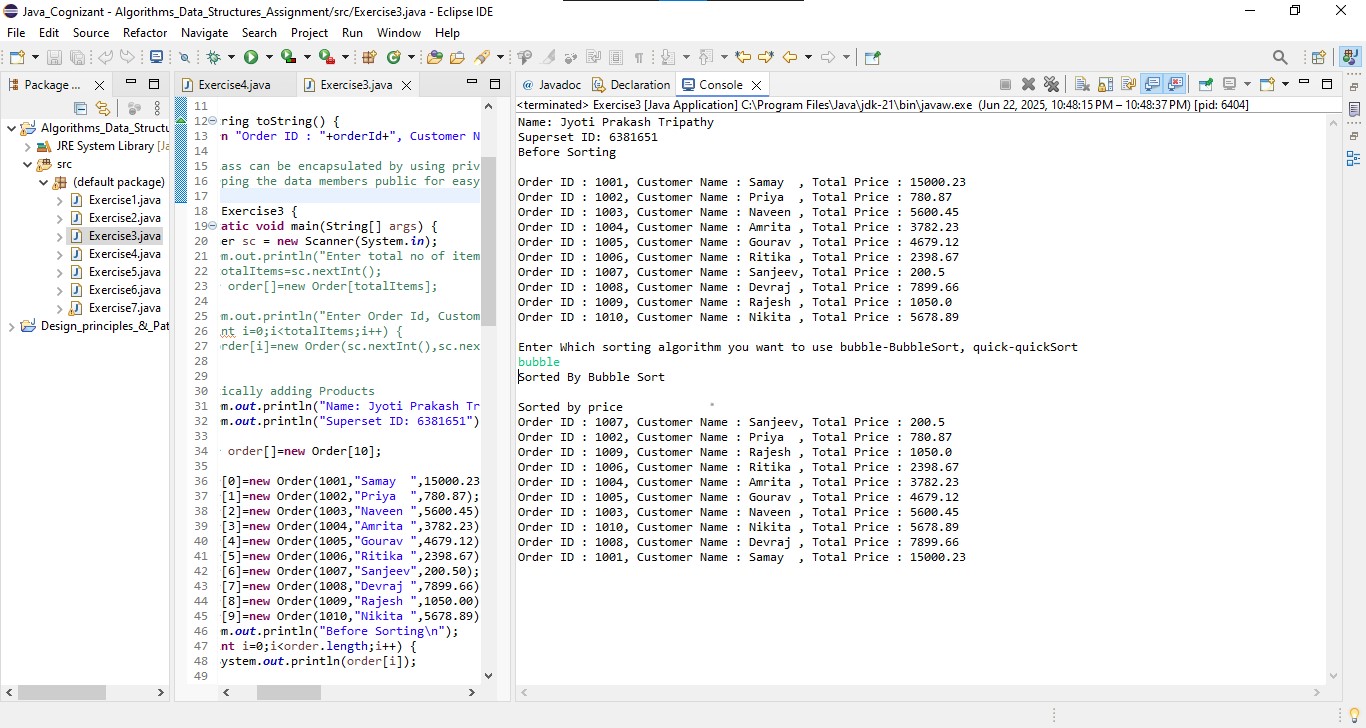 Java_Cognizant - Algorithms_Data_Structures_Assignment/src/Exercise3.java - Eclipse IDE
File Edit Source Refactor Navigate Search Project Run Window Help
Package ...
Algorithms_Data_Structu
JRE System Library [Ja
src
(default package)
Exercise1.java
Exercise2.java
Exercise3.java
Exercise4.java
Exercise5.java
Exercise6.java
Exercise7.java
Design_principles_&_Pat
Exercise4.java Exercise3.java
11
12 ring toString() {
13 n "Order ID : "+orderId+", Customer N
14
15 ass can be encapsulated by using priv
16 ping the data members public for easy
17
18 Exercise3 {
19 atic void main(String[] args) {
20 er sc = new Scanner(System.in);
21 m.out.println("Enter total no of item
22 otalItems=sc.nextInt();
23 order[]=new Order[totalItems];
24
25 m.out.println("Enter Order Id, Custom
26 nt i=0;i<totalItems;i++) {
27 rder[i]=new Order(sc.nextInt(),sc.nex
28
29
30 ically adding Products
31 m.out.println("Name: Jyoti Prakash Tr
32 m.out.println("Superset ID: 6381651")
33
34 order[]=new Order[10];
35
36 [0]=new Order(1001,"Samay  ",15000.23
37 [1]=new Order(1002,"Priya  ",780.87);
38 [2]=new Order(1003,"Naveen ",5600.45)
39 [3]=new Order(1004,"Amrita ",3782.23)
40 [4]=new Order(1005,"Gourav ",4679.12)
41 [5]=new Order(1006,"Ritika ",2398.67)
42 [6]=new Order(1007,"Sanjeev",200.50);
43 [7]=new Order(1008,"Devraj ",7899.66)
44 [8]=new Order(1009,"Rajesh ",1050.00)
45 [9]=new Order(1010,"Nikita ",5678.89)
46 m.out.println("Before Sorting\n");
47 nt i=0;i<order.length;i++) {
48 ystem.out.println(order[i]);
49
Javadoc Declaration Console
<terminated> Exercise3 [Java Application] C:\Program Files\Java\jdk-21\bin\javaw.exe (Jun 22, 2025, 10:48:15 PM – 10:48:37 PM) [pid: 6404]
Name: Jyoti Prakash Tripathy
Superset ID: 6381651
Before Sorting
Order ID : 1001, Customer Name : Samay  , Total Price : 15000.23
Order ID : 1002, Customer Name : Priya  , Total Price : 780.87
Order ID : 1003, Customer Name : Naveen , Total Price : 5600.45
Order ID : 1004, Customer Name : Amrita , Total Price : 3782.23
Order ID : 1005, Customer Name : Gourav , Total Price : 4679.12
Order ID : 1006, Customer Name : Ritika , Total Price : 2398.67
Order ID : 1007, Customer Name : Sanjeev, Total Price : 200.5
Order ID : 1008, Customer Name : Devraj , Total Price : 7899.66
Order ID : 1009, Customer Name : Rajesh , Total Price : 1050.0
Order ID : 1010, Customer Name : Nikita , Total Price : 5678.89
Enter Which sorting algorithm you want to use bubble-BubbleSort, quick-quickSort
bubble
Sorted By Bubble Sort
Sorted by price
Order ID : 1007, Customer Name : Sanjeev, Total Price : 200.5
Order ID : 1002, Customer Name : Priya  , Total Price : 780.87
Order ID : 1009, Customer Name : Rajesh , Total Price : 1050.0
Order ID : 1006, Customer Name : Ritika , Total Price : 2398.67
Order ID : 1004, Customer Name : Amrita , Total Price : 3782.23
Order ID : 1005, Customer Name : Gourav , Total Price : 4679.12
Order ID : 1003, Customer Name : Naveen , Total Price : 5600.45
Order ID : 1010, Customer Name : Nikita , Total Price : 5678.89
Order ID : 1008, Customer Name : Devraj , Total Price : 7899.66
Order ID : 1001, Customer Name : Samay  , Total Price : 15000.23